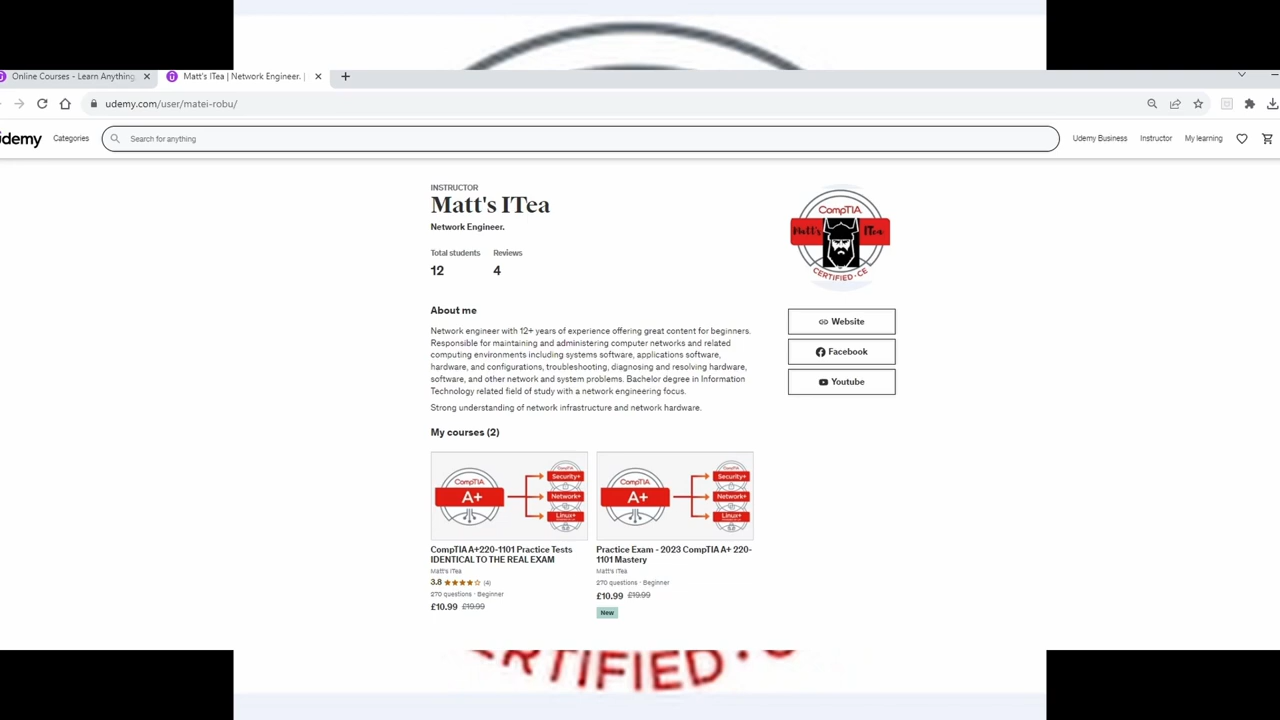 Online Courses - Learn Anything
Matt's ITea | Network Engineer. |
udemy.com/user/matei-robu/
udemy
Categories
Search for anything
Udemy Business
Instructor
My learning
INSTRUCTOR
Matt's ITea
Network Engineer.
Total students
Reviews
12
4
About me
Network engineer with 12+ years of experience offering great content for beginners.
Responsible for maintaining and administering computer networks and related
computing environments including systems software, applications software,
hardware, and configurations, troubleshooting, diagnosing and resolving hardware,
software, and other network and system problems. Bachelor degree in Information
Technology related field of study with a network engineering focus.
Strong understanding of network infrastructure and network hardware.
CompTIA
Matt's ITea
CERTIFIED • CE
Website
Facebook
Youtube
My courses (2)
CompTIA
A+
CompTIA
Security+
Network+
Linux+
CompTIA
A+
CompTIA
Security+
Network+
Linux+
CompTIA A+220-1101 Practice Tests
IDENTICAL TO THE REAL EXAM
Matt's ITea
3.8 (4)
270 questions · Beginner
£10.99 £19.99
Practice Exam - 2023 CompTIA A+ 220-
1101 Mastery
Matt's ITea
270 questions · Beginner
£10.99 £19.99
New
RTIFIED • C